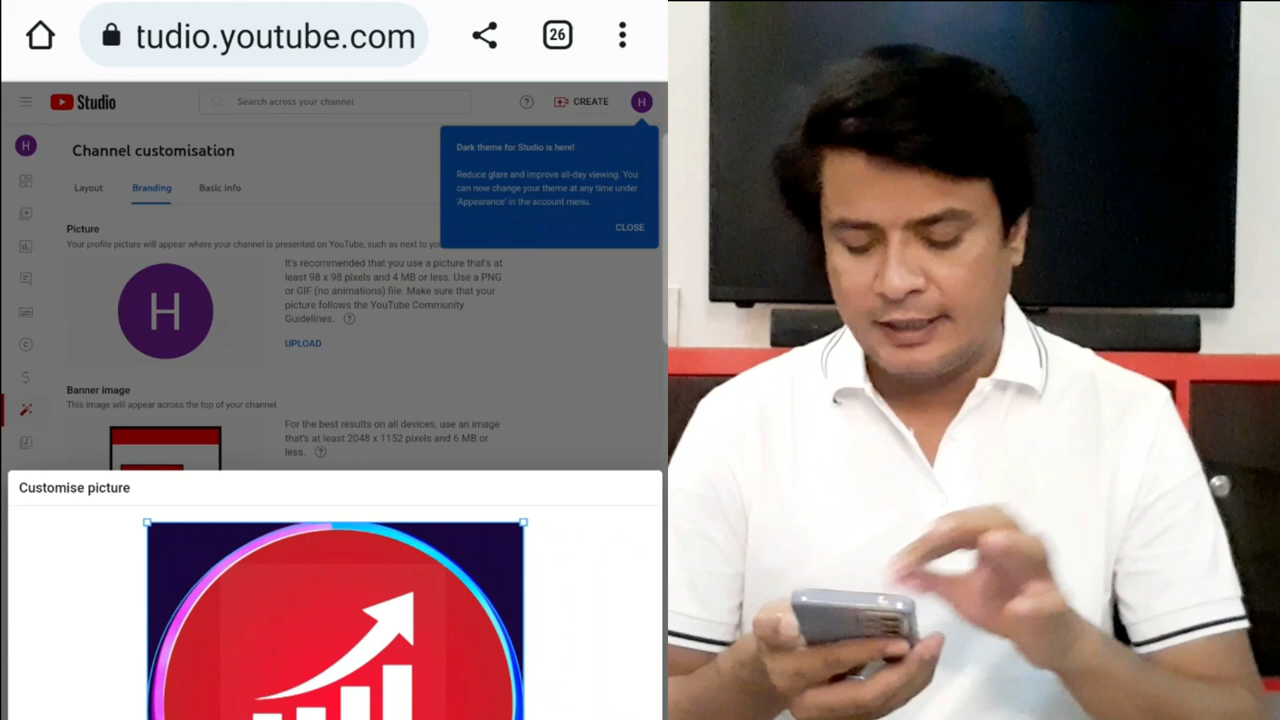 tudio.youtube.com
26
Studio
Search across your channel
CREATE
H
H
Dark theme for Studio is here!
Reduce glare and improve all-day viewing. You
can now change your theme at any time under
'Appearance' in the account menu.
CLOSE
Channel customisation
Layout
Branding
Basic info
Picture
Your profile picture will appear where your channel is presented on YouTube, such as next to
H
It's recommended that you use a picture that's at
least 98 x 98 pixels and 4 MB or less. Use a PNG
or GIF (no animations) file. Make sure that your
picture follows the YouTube Community
Guidelines. ?
UPLOAD
Banner image
This image will appear across the top of your channel
For the best results on all devices, use an image
that's at least 2048 x 1152 pixels and 6 MB or
less. ?
Customise picture